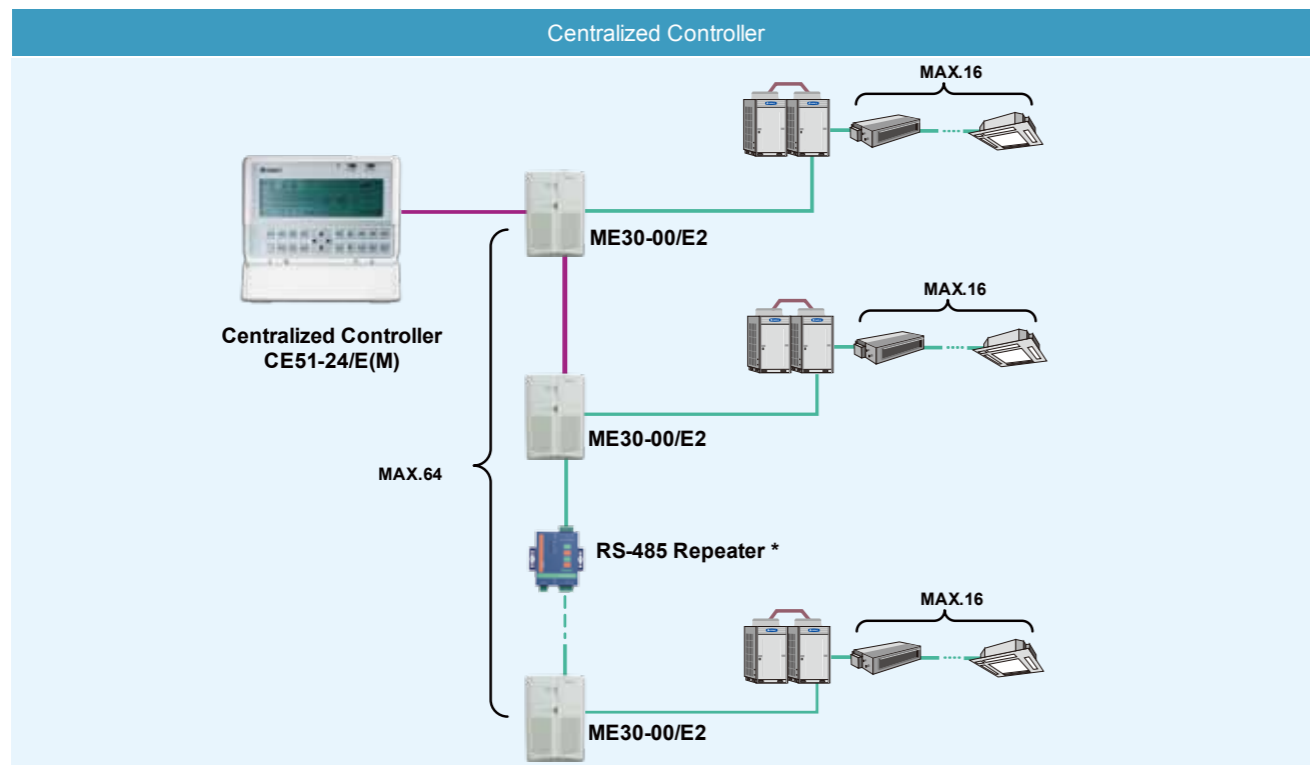 Centralized Controller
MAX.16
ME30-00/E2
Centralized Controller
CE51-24/E(M)
MAX.16
ME30-00/E2
MAX.64
RS-485 Repeater *
MAX.16
ME30-00/E2